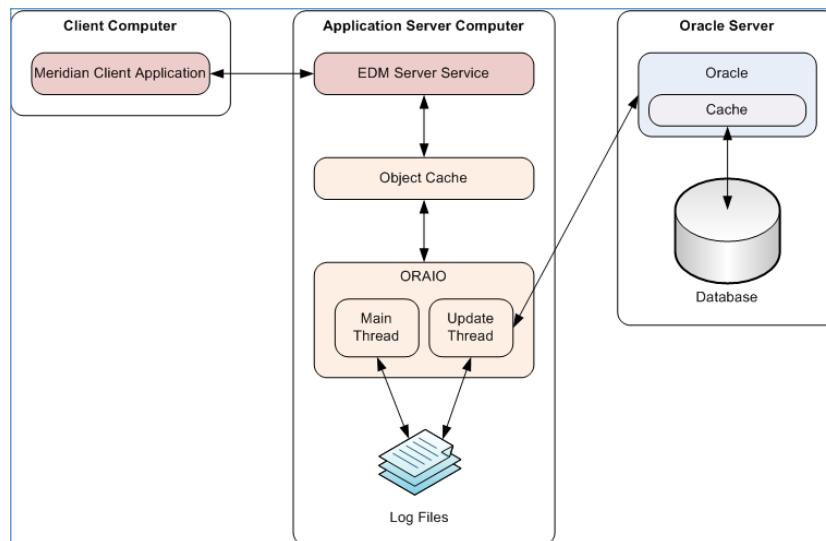 Client Computer
Meridian Client Application
Application Server Computer
EDM Server Service
Object Cache
ORAIO
Main
Thread
Update
Thread
Log Files
Oracle Server
Oracle
Cache
Database